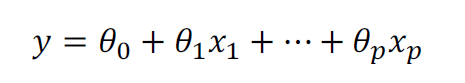 y = θ₀ + θ₁x₁ + ⋯ + θₚxₚ